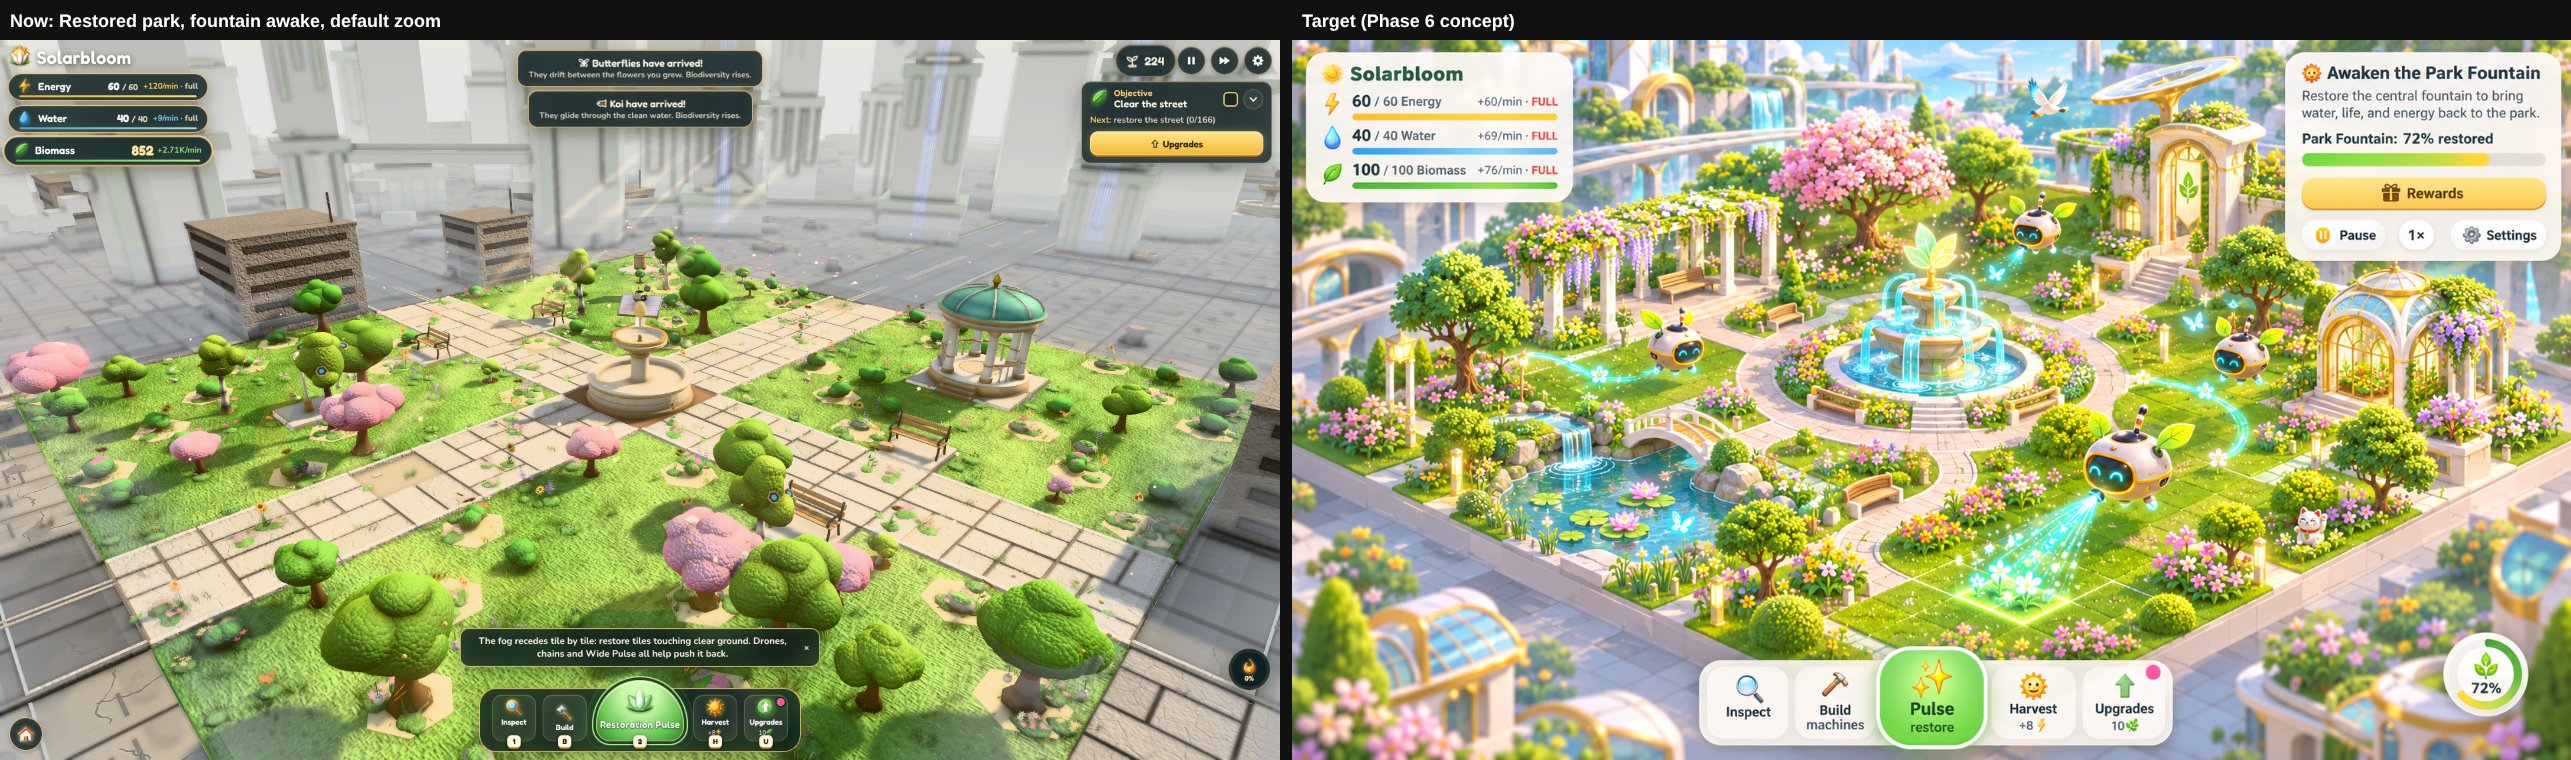 Now: Restored park, fountain awake, default zoom
Solarbloom
Energy 60 / 60 +120/min · full
Water 40 / 40 +9/min · full
Biomass 852 +2.71K/min
Butterflies have arrived!
They drift between the flowers you grew. Biodiversity rises.
Koi have arrived!
They glide through the clean water. Biodiversity rises.
224
Objective
Clear the street
Next: restore the street (0/166)
Upgrades
The fog recedes tile by tile: restore tiles touching clear ground. Drones,
chains and Wide Pulse all help push it back.
×
0%
Inspect
1
Build
B
Restoration Pulse
2
Harvest
H
Upgrades
U
Target (Phase 6 concept)
Solarbloom
60 / 60 Energy +60/min · FULL
40 / 40 Water +69/min · FULL
100 / 100 Biomass +76/min · FULL
Awaken the Park Fountain
Restore the central fountain to bring
water, life, and energy back to the park.
Park Fountain: 72% restored
Rewards
Pause
1×
Settings
Inspect
Build
machines
Pulse
restore
Harvest
+8
Upgrades
10
72%